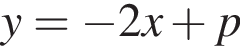 y = −2x + p